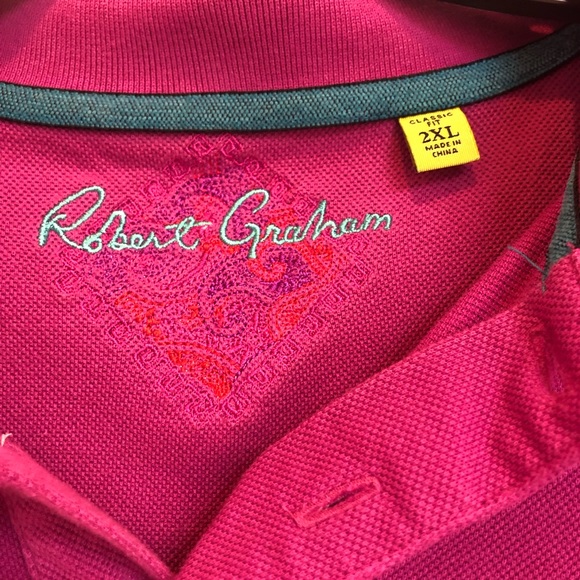 CLASSIC
FIT
2XL
MADE IN
CHINA
Robert Graham